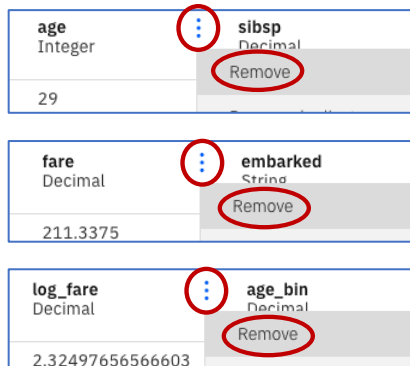 age sibsp
Integer Decimal
Remove
29
fare embarked
Decimal String
Remove
211.3375
log_fare age_bin
Decimal Decimal
Remove
2.32497656566603